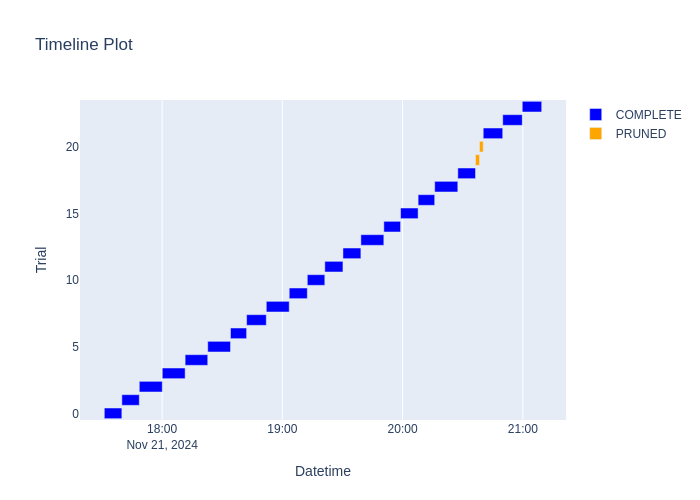 Timeline Plot
COMPLETE
PRUNED
20
15
10
5
0
Trial
18:00
19:00
20:00
21:00
Nov 21, 2024
Datetime